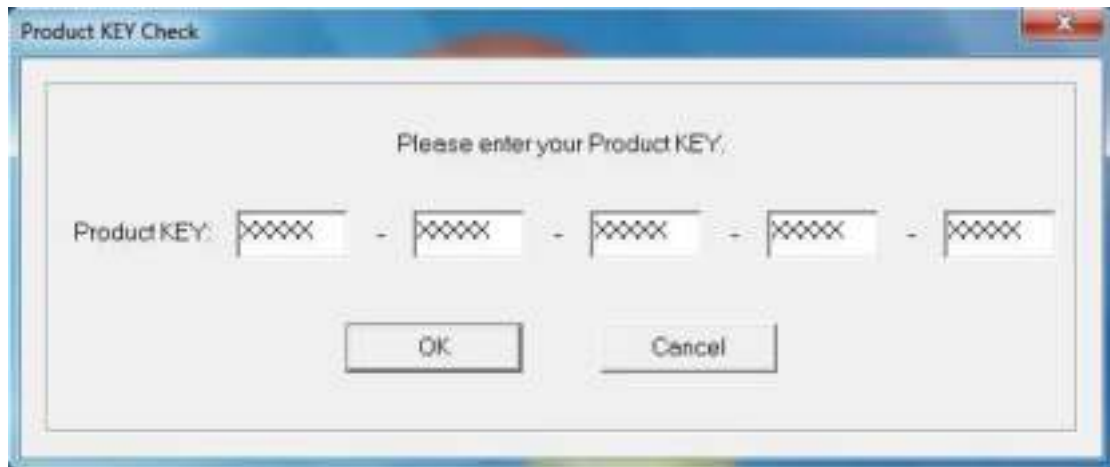 Product KEY Check
Please enter your Product KEY.
Product KEY: XXXXX - XXXXX - XXXXX - XXXXX - XXXXX
OK Cancel